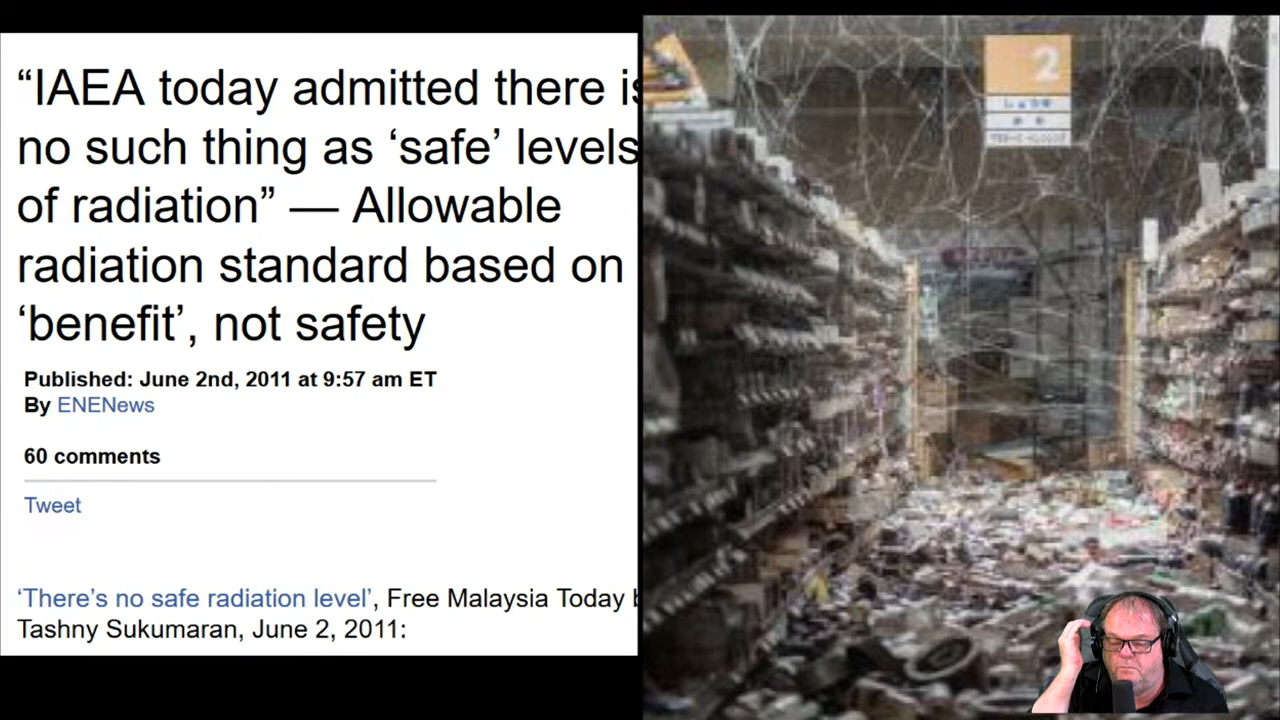 “IAEA today admitted there is
no such thing as ‘safe’ levels
of radiation” — Allowable
radiation standard based on
‘benefit’, not safety
Published: June 2nd, 2011 at 9:57 am ET
By ENENews
60 comments
Tweet
‘There’s no safe radiation level’, Free Malaysia Today
Tashny Sukumaran, June 2, 2011:
2